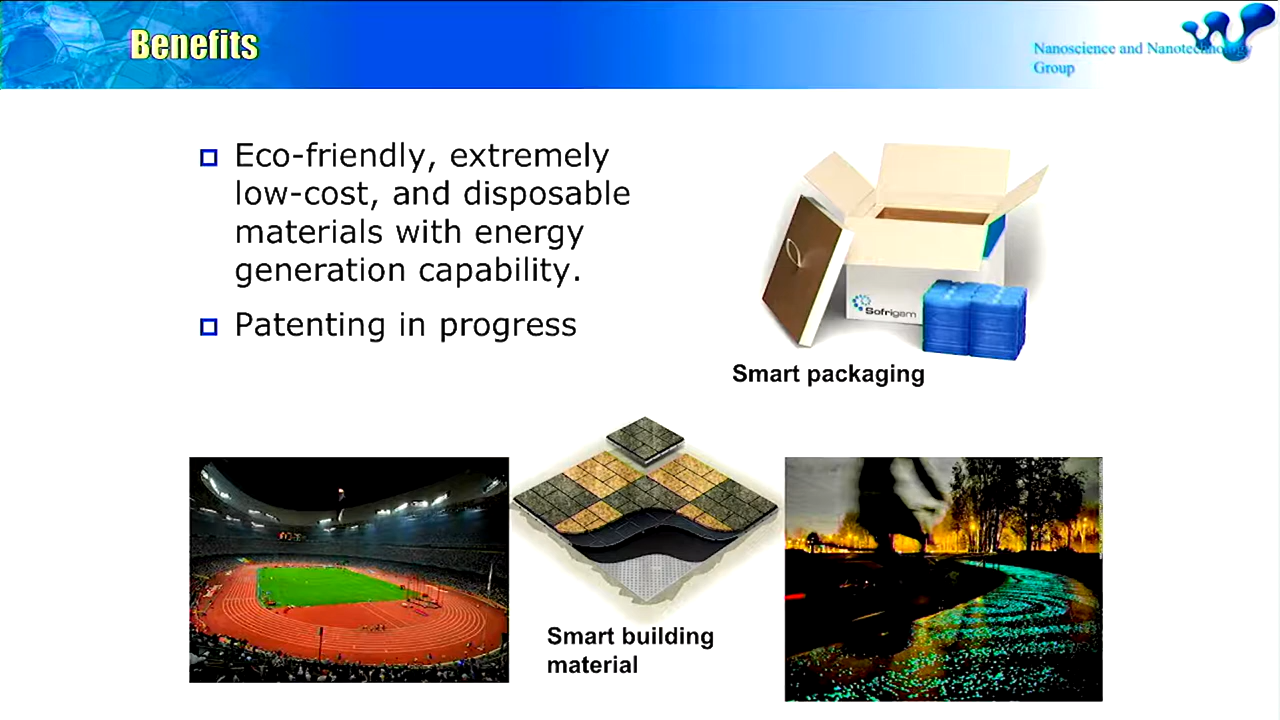 Benefits
Nanoscience and Nanotechnology
Group
Eco-friendly, extremely
low-cost, and disposable
materials with energy
generation capability.
Patenting in progress
Sofrigam
Smart packaging
Smart building
material